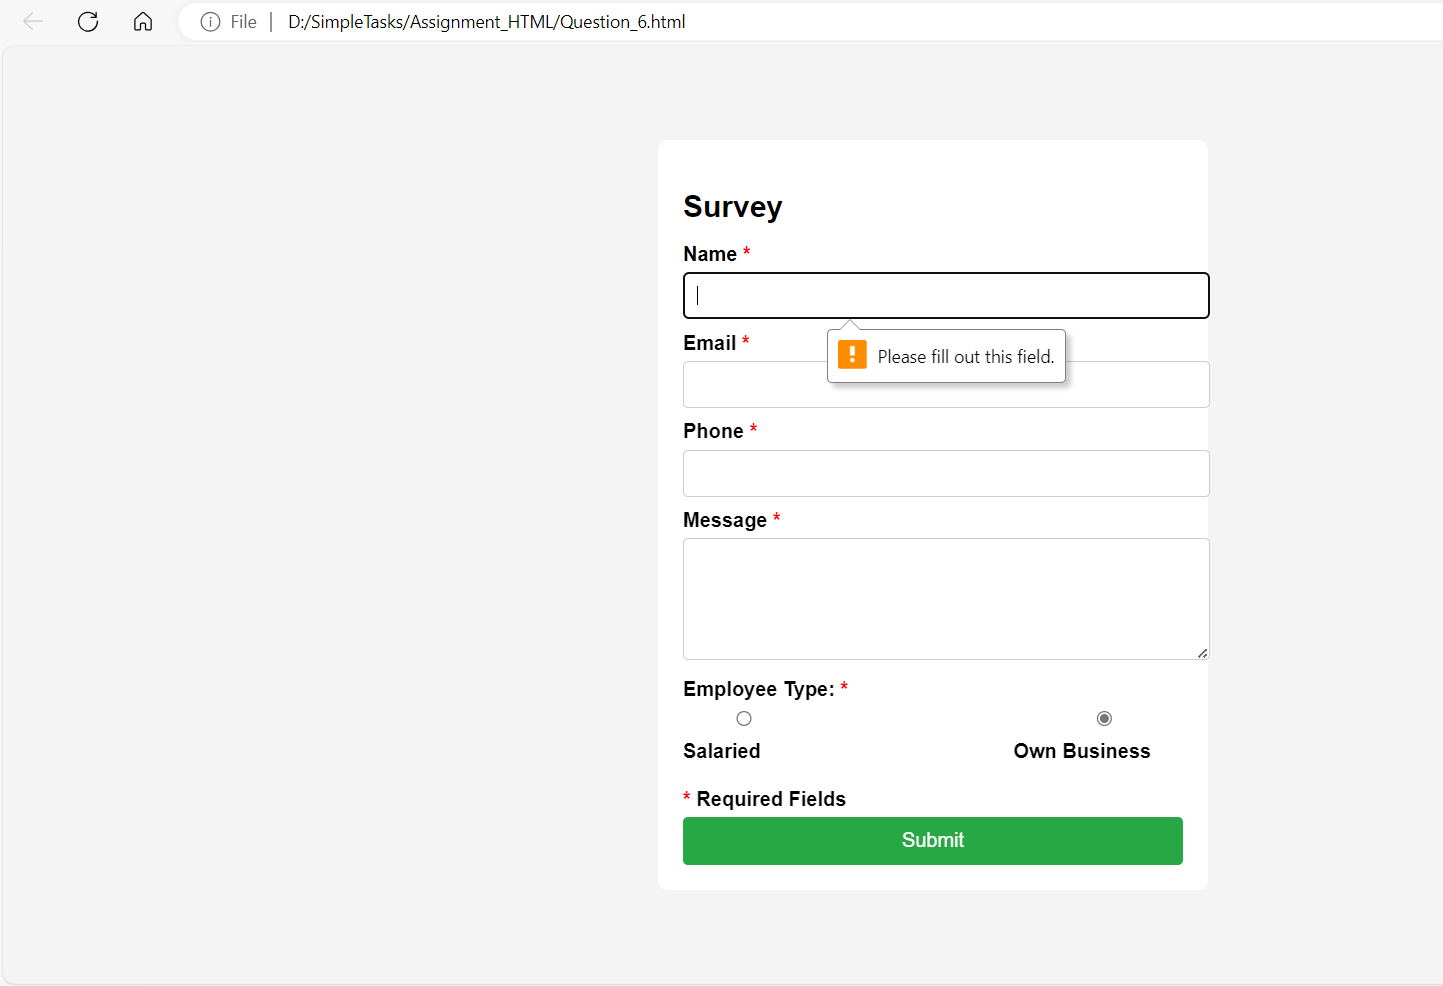 File | D:/SimpleTasks/Assignment_HTML/Question_6.html
Survey
Name *
Please fill out this field.
Email *
Phone *
Message *
Employee Type: *
Salaried Own Business
* Required Fields
Submit